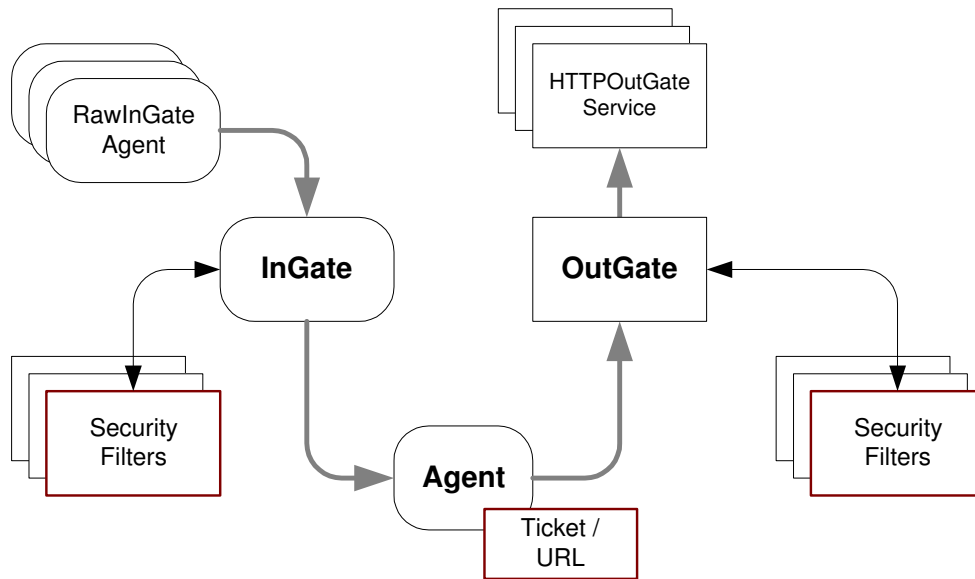 RawInGate
Agent
HTTPOutGate
Service
InGate
OutGate
Security
Filters
Security
Filters
Agent
Ticket /
URL